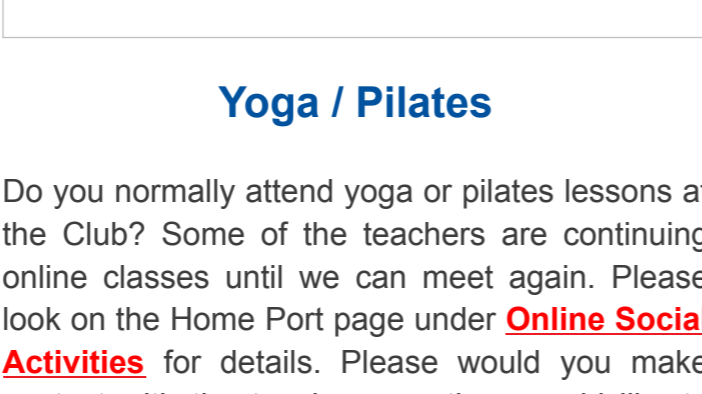 Yoga / Pilates
Do you normally attend yoga or pilates lessons at
the Club? Some of the teachers are continuing
online classes until we can meet again. Please
look on the Home Port page under Online Social
Activities for details. Please would you make